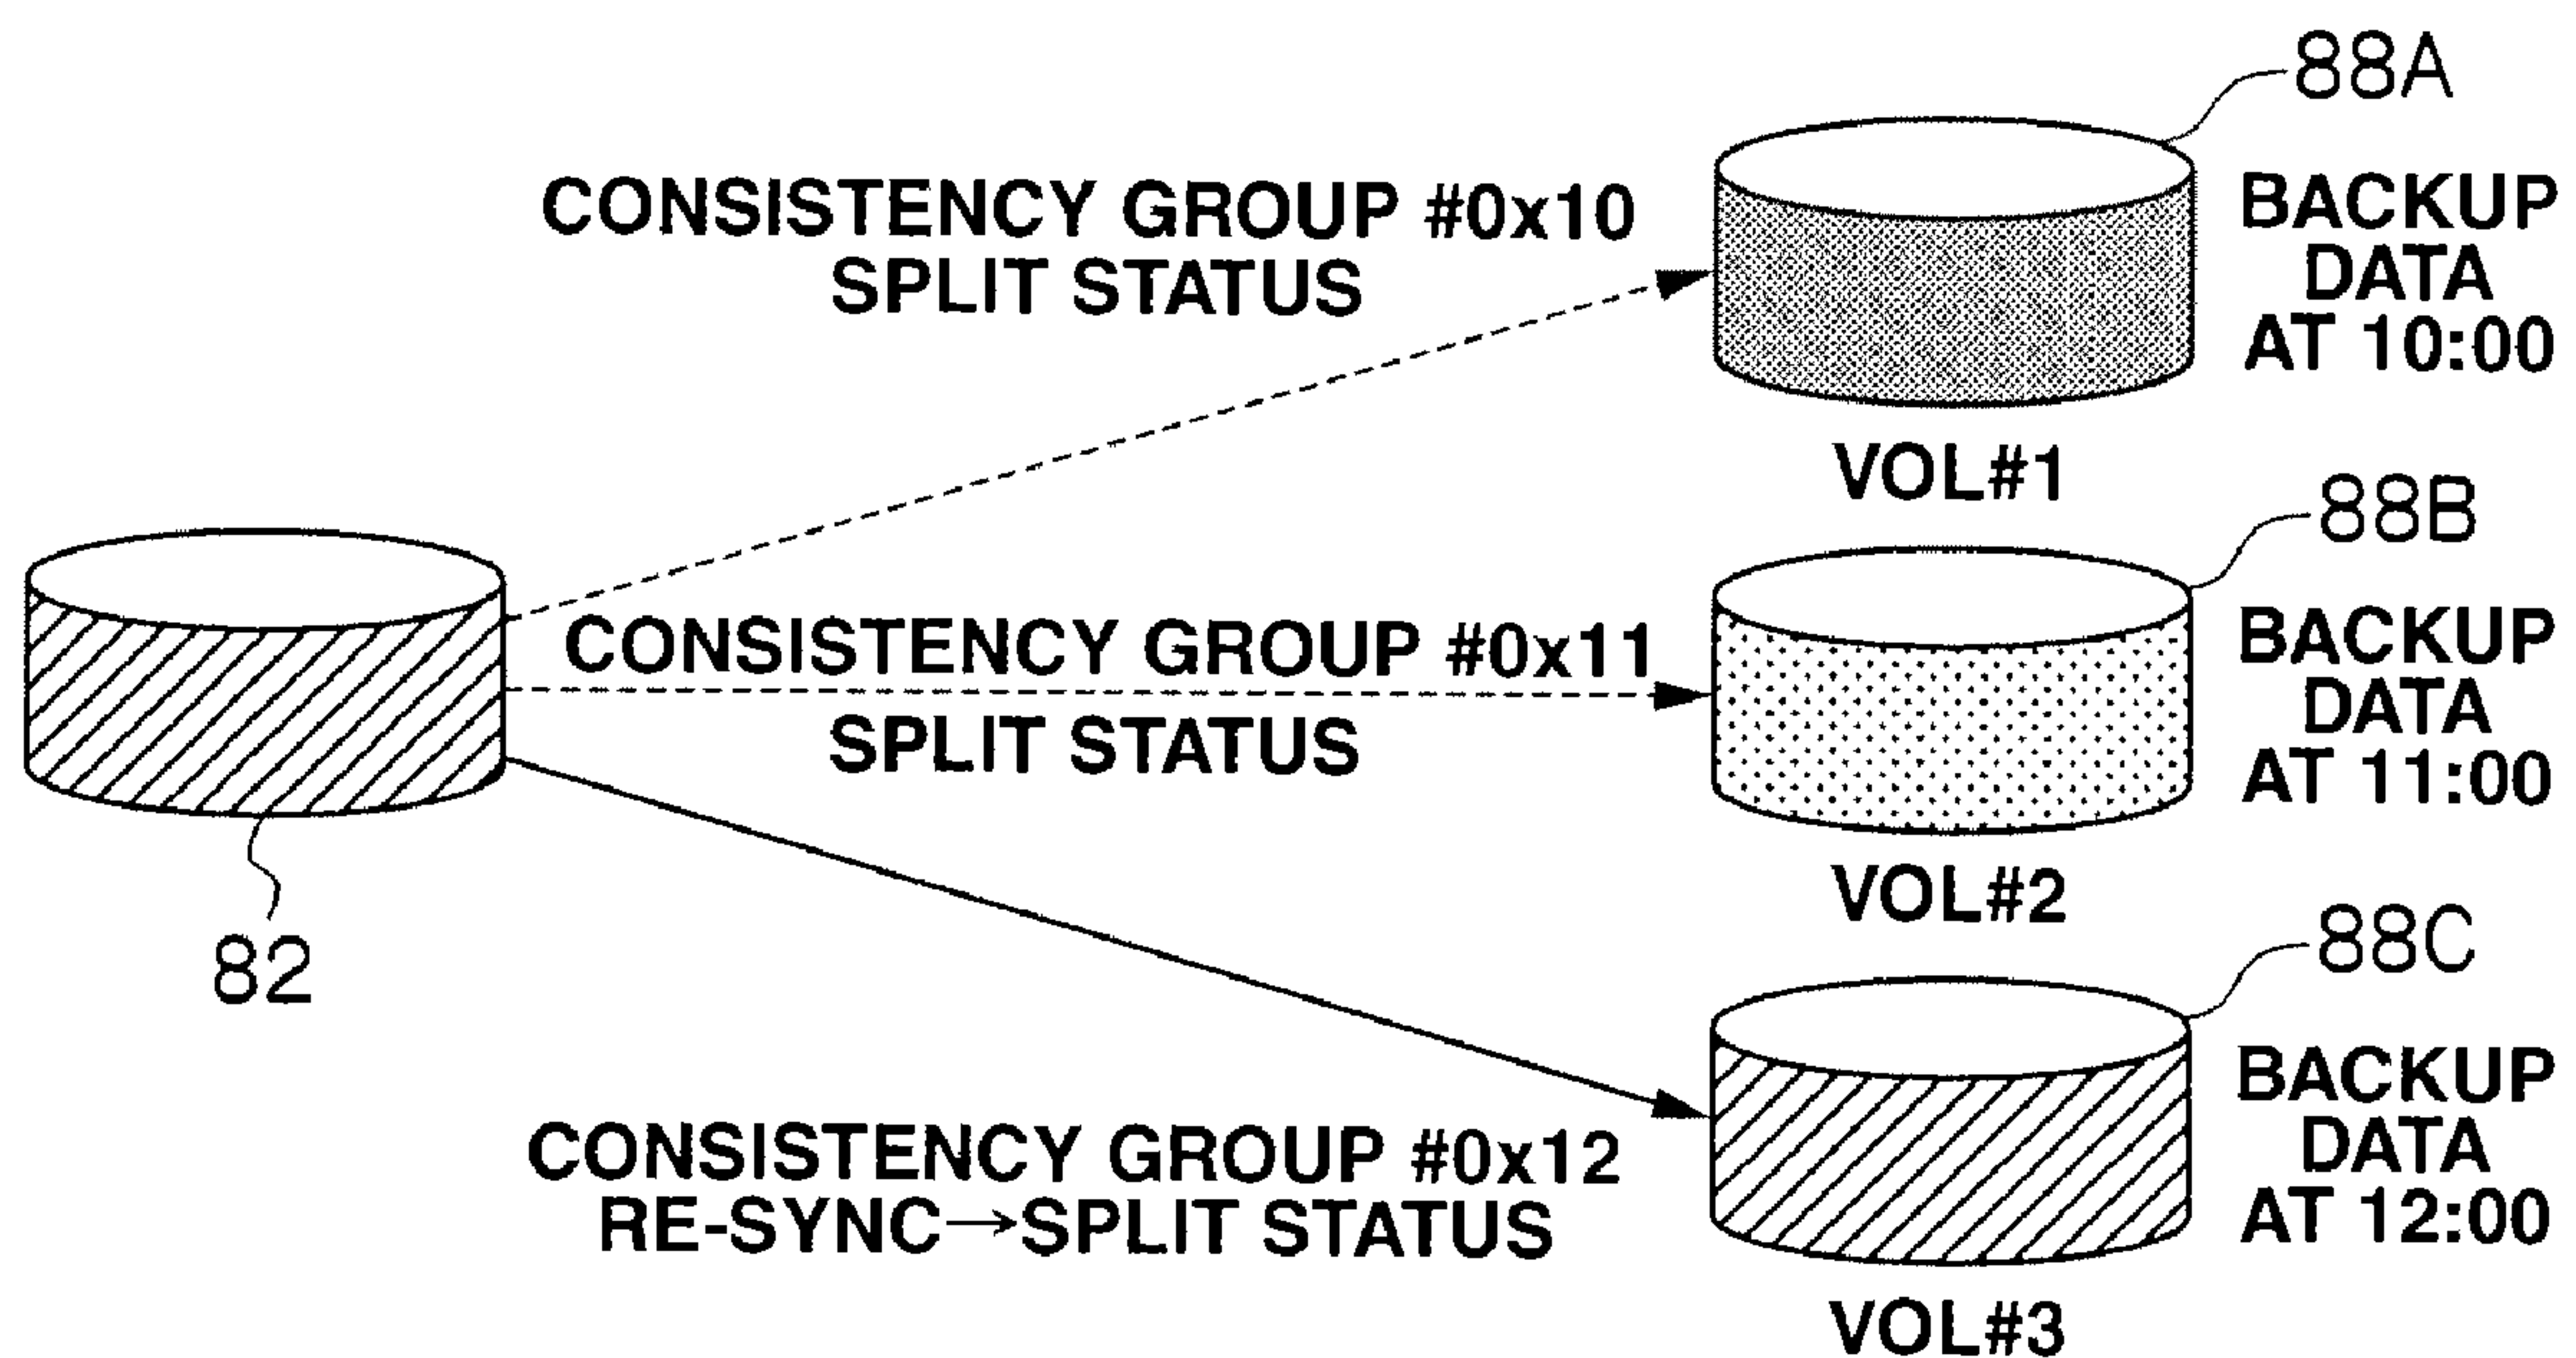 88A
CONSISTENCY GROUP #0x10
SPLIT STATUS
BACKUP
DATA
AT 10:00
VOL#1
88B
CONSISTENCY GROUP #0x11
SPLIT STATUS
BACKUP
DATA
AT 11:00
VOL#2
82
88C
CONSISTENCY GROUP #0x12
RE-SYNC→SPLIT STATUS
BACKUP
DATA
AT 12:00
VOL#3